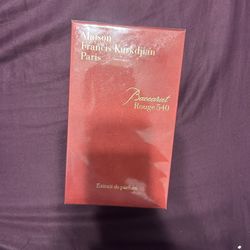 Maison
Francis Kurkdjian
Paris
Baccarat
Rouge 540
Extrait de parfum